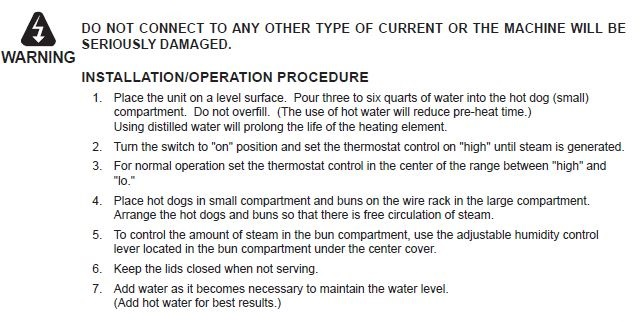 DO NOT CONNECT TO ANY OTHER TYPE OF CURRENT OR THE MACHINE WILL BE
SERIOUSLY DAMAGED.
WARNING
INSTALLATION/OPERATION PROCEDURE
1. Place the unit on a level surface. Pour three to six quarts of water into the hot dog (small)
compartment. Do not overfill. (The use of hot water will reduce pre-heat time.)
Using distilled water will prolong the life of the heating element.
2. Turn the switch to "on" position and set the thermostat control on "high" until steam is generated.
3. For normal operation set the thermostat control in the center of the range between "high" and
"lo."
4. Place hot dogs in small compartment and buns on the wire rack in the large compartment.
Arrange the hot dogs and buns so that there is free circulation of steam.
5. To control the amount of steam in the bun compartment, use the adjustable humidity control
lever located in the bun compartment under the center cover.
6. Keep the lids closed when not serving.
7. Add water as it becomes necessary to maintain the water level.
(Add hot water for best results.)